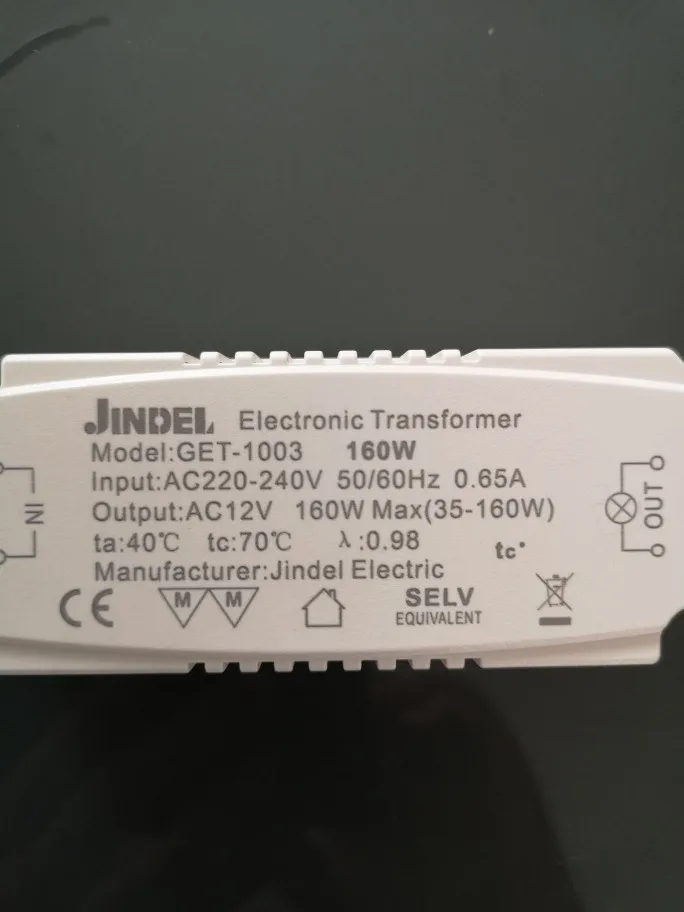 JINDEL Electronic Transformer
Model:GET-1003 160W
Input:AC220-240V 50/60Hz 0.65A
Output:AC12V 160W Max(35-160W)
ta:40℃ tc:70℃ λ:0.98 tc•
Manufacturer:Jindel Electric
IN
OUT
CE M M SELV
EQUIVALENT